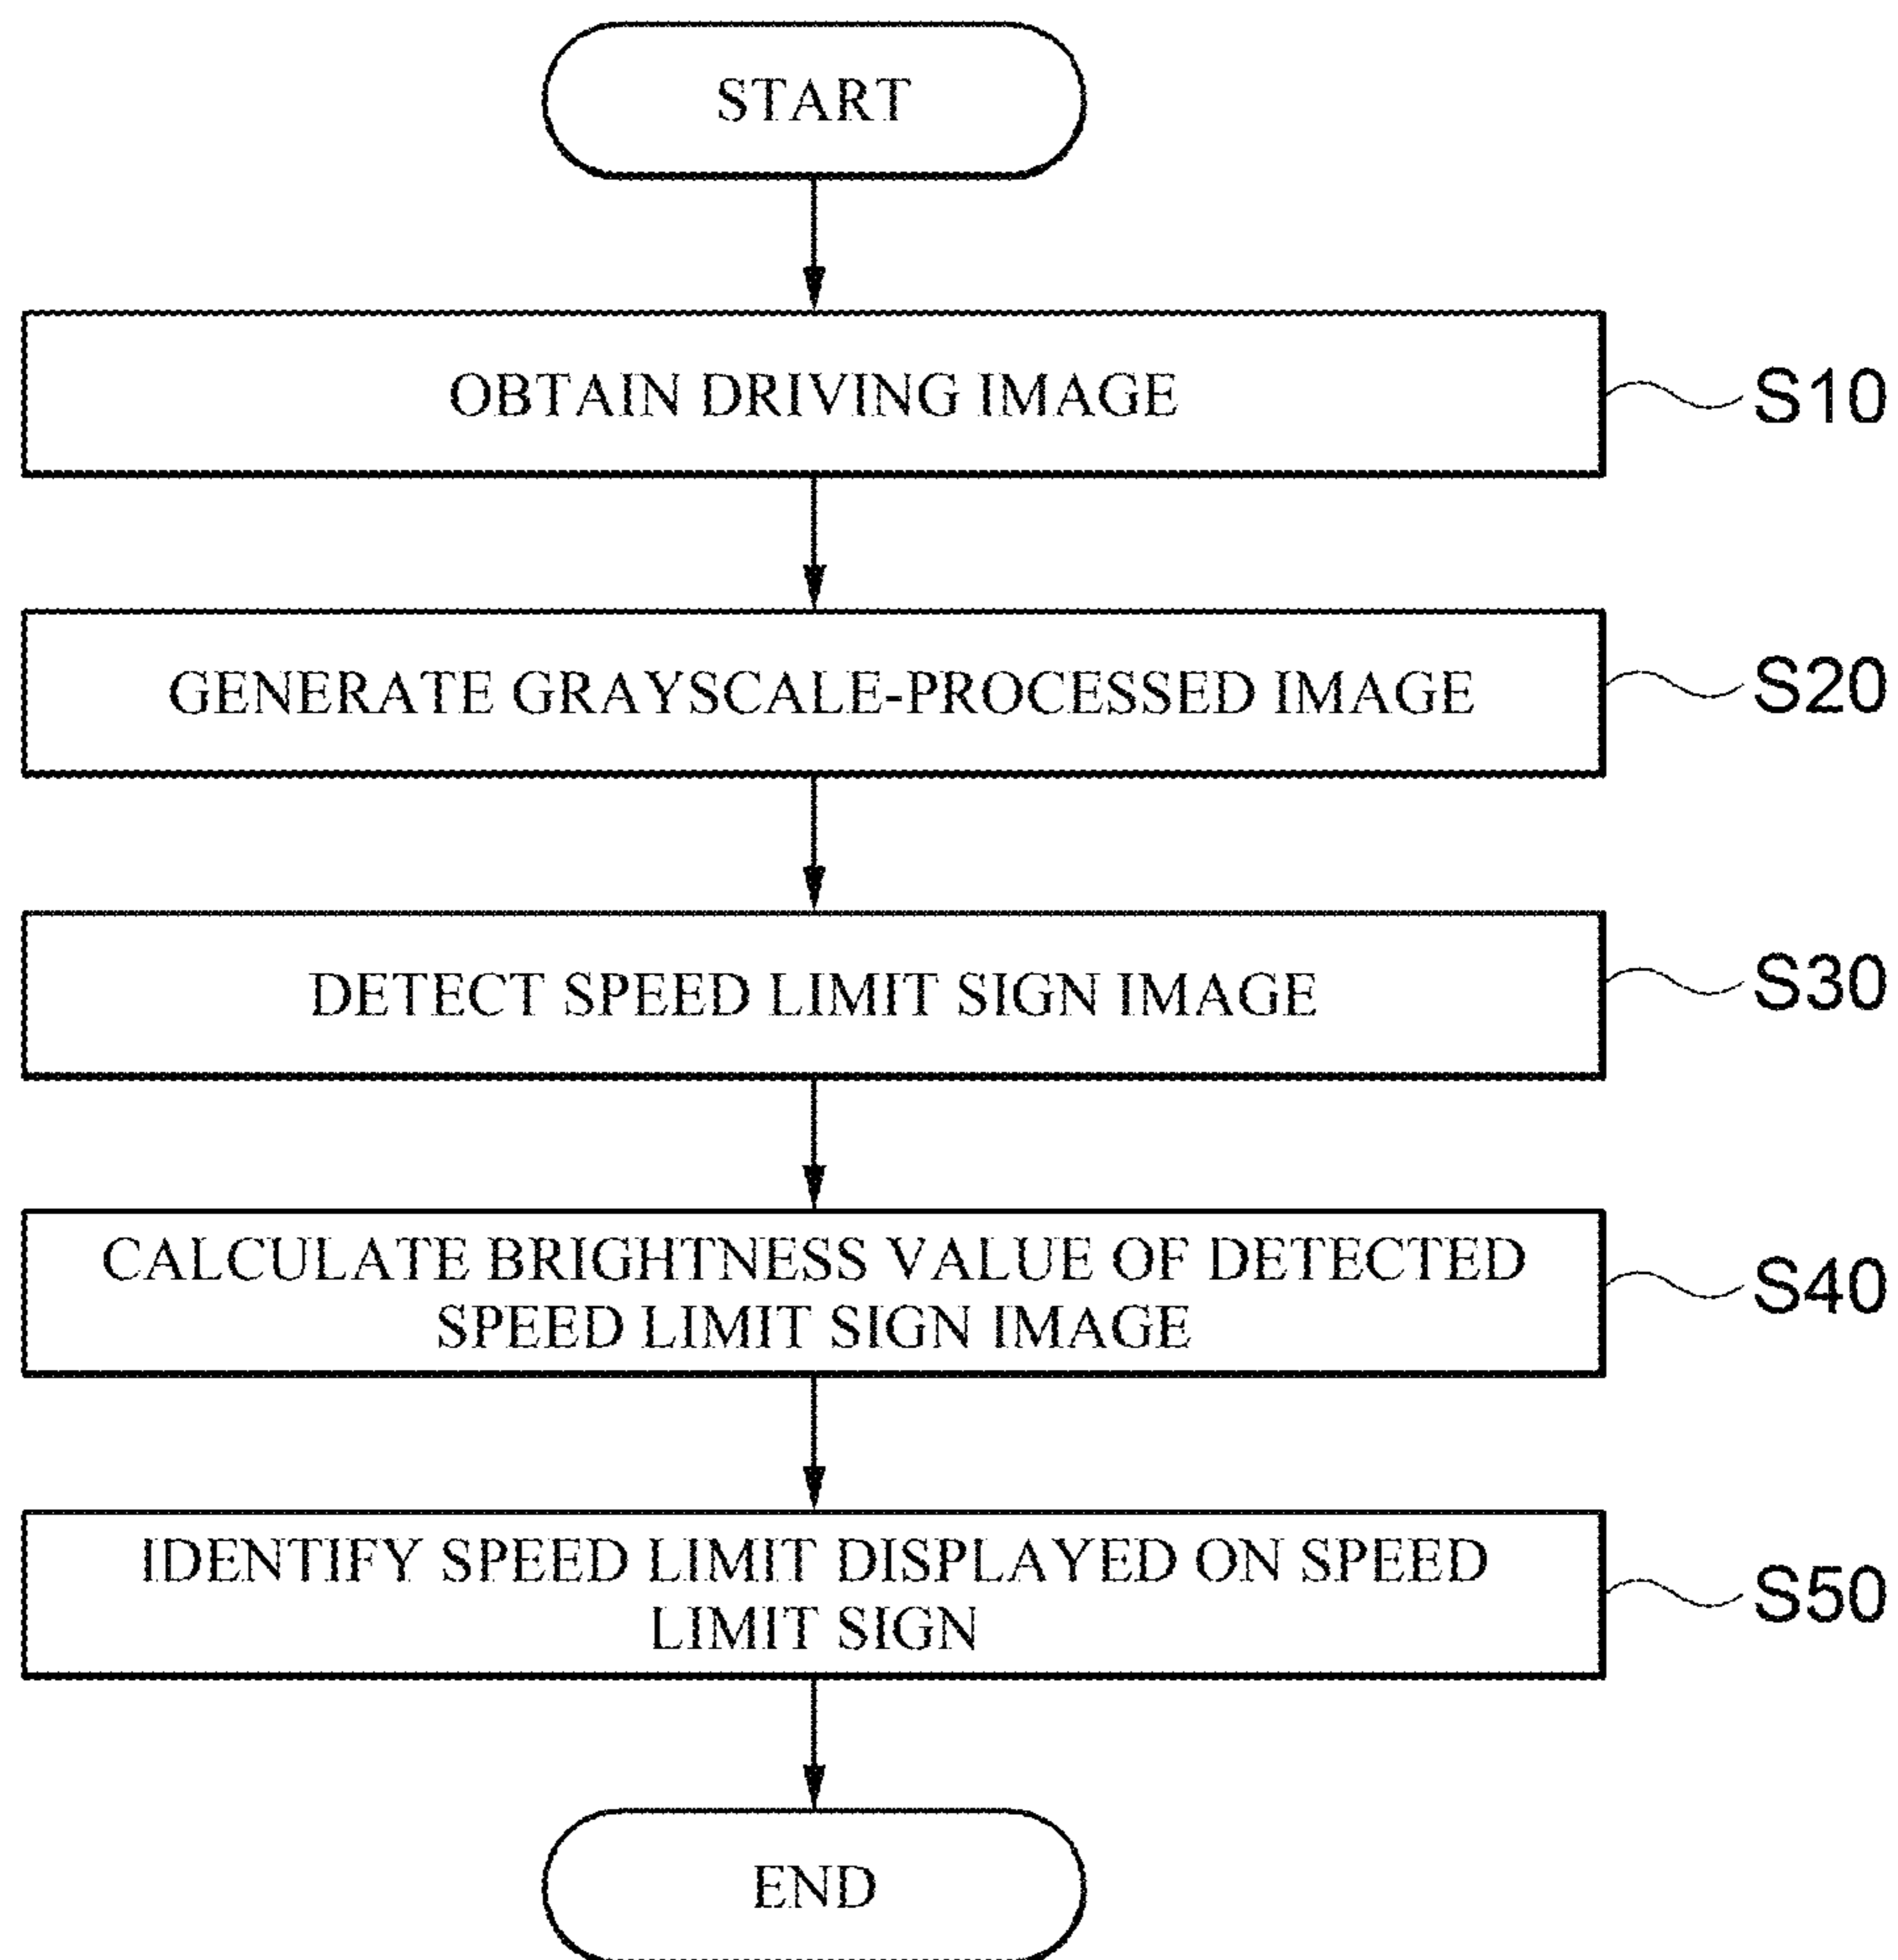 START
OBTAIN DRIVING IMAGE
S10
GENERATE GRAYSCALE-PROCESSED IMAGE
S20
DETECT SPEED LIMIT SIGN IMAGE
S30
CALCULATE BRIGHTNESS VALUE OF DETECTED
SPEED LIMIT SIGN IMAGE
S40
IDENTIFY SPEED LIMIT DISPLAYED ON SPEED
LIMIT SIGN
S50
END